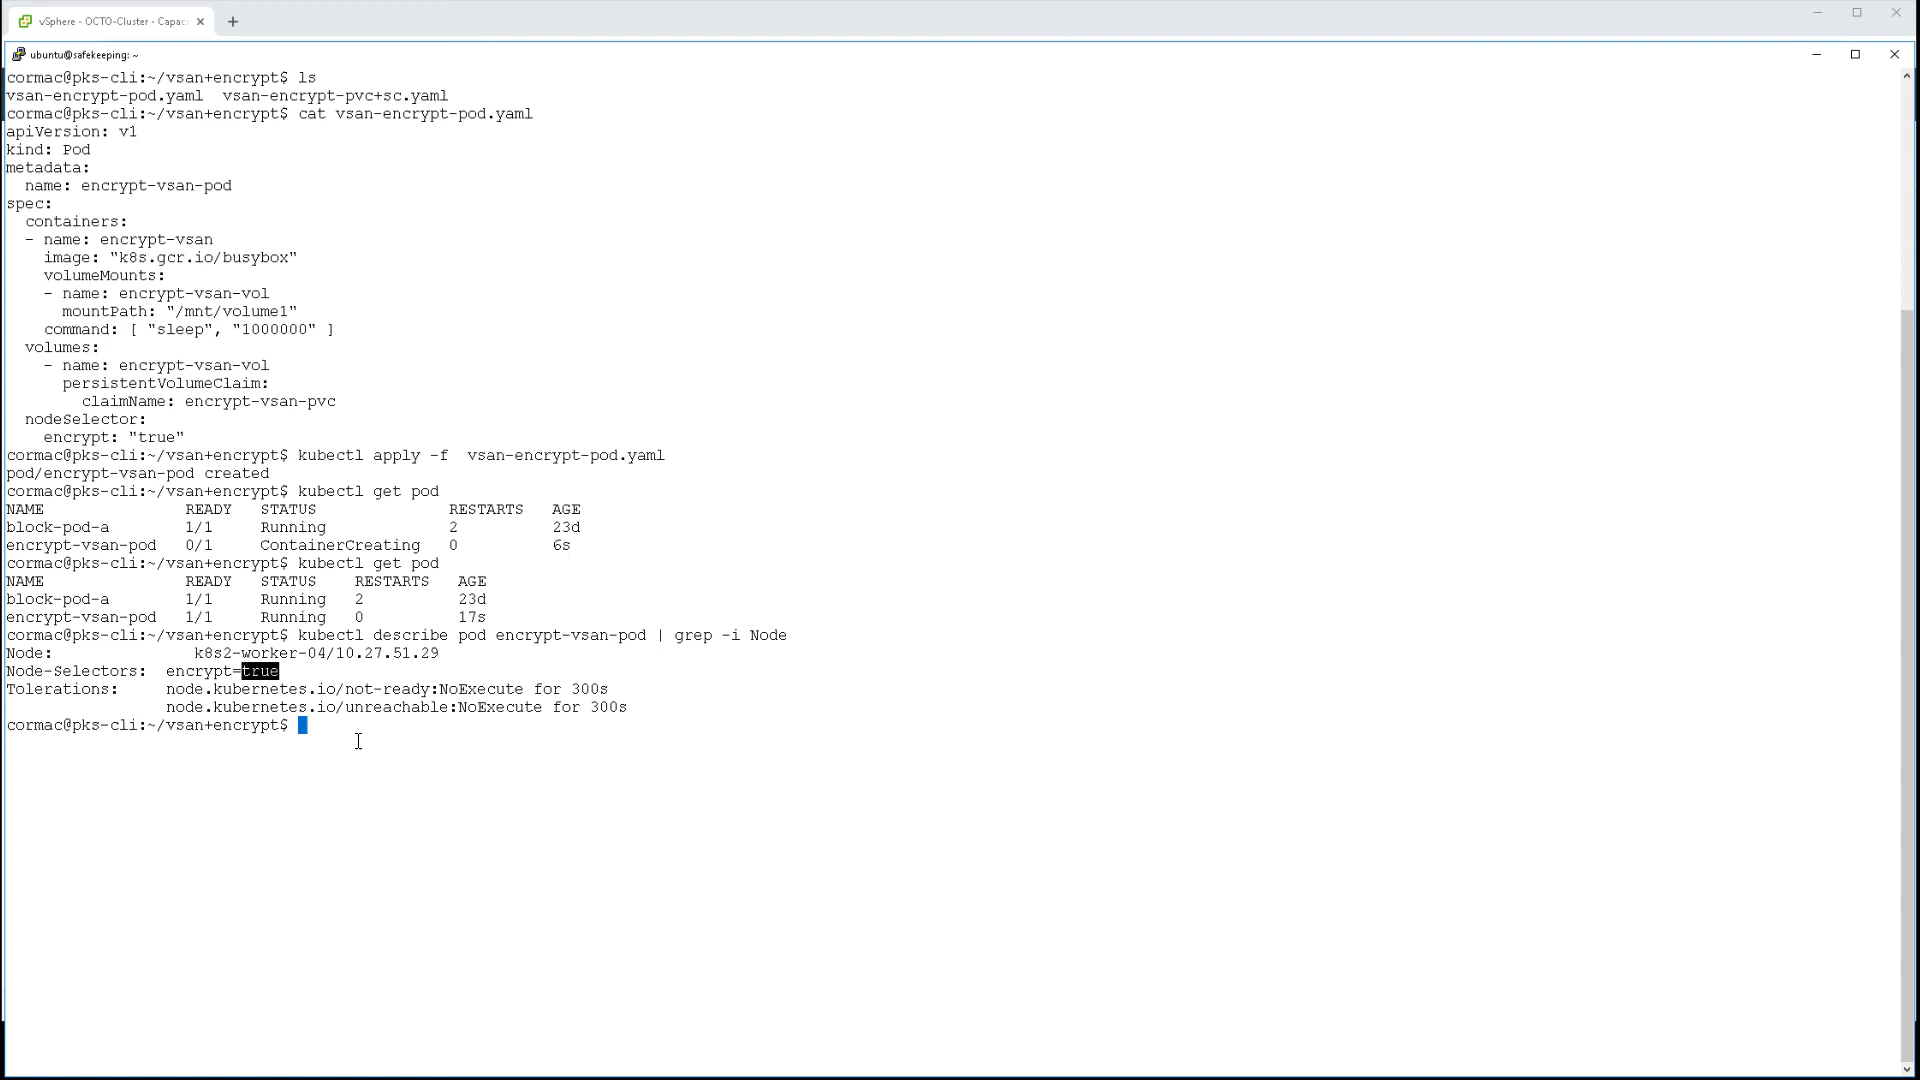 vSphere - OCTO-Cluster - Capac
ubuntu@safekeeping: ~
cormac@pks-cli:~/vsan+encrypt$ ls
vsan-encrypt-pod.yaml  vsan-encrypt-pvc+sc.yaml
cormac@pks-cli:~/vsan+encrypt$ cat vsan-encrypt-pod.yaml
apiVersion: v1
kind: Pod
metadata:
  name: encrypt-vsan-pod
spec:
  containers:
  - name: encrypt-vsan
    image: "k8s.gcr.io/busybox"
    volumeMounts:
    - name: encrypt-vsan-vol
      mountPath: "/mnt/volume1"
    command: [ "sleep", "1000000" ]
  volumes:
    - name: encrypt-vsan-vol
      persistentVolumeClaim:
        claimName: encrypt-vsan-pvc
  nodeSelector:
    encrypt: "true"
cormac@pks-cli:~/vsan+encrypt$ kubectl apply -f  vsan-encrypt-pod.yaml
pod/encrypt-vsan-pod created
cormac@pks-cli:~/vsan+encrypt$ kubectl get pod
NAME               READY   STATUS              RESTARTS   AGE
block-pod-a        1/1     Running             2          23d
encrypt-vsan-pod   0/1     ContainerCreating   0          6s
cormac@pks-cli:~/vsan+encrypt$ kubectl get pod
NAME               READY   STATUS    RESTARTS   AGE
block-pod-a        1/1     Running   2          23d
encrypt-vsan-pod   1/1     Running   0          17s
cormac@pks-cli:~/vsan+encrypt$ kubectl describe pod encrypt-vsan-pod | grep -i Node
Node:               k8s2-worker-04/10.27.51.29
Node-Selectors:  encrypt=true
Tolerations:     node.kubernetes.io/not-ready:NoExecute for 300s
                 node.kubernetes.io/unreachable:NoExecute for 300s
cormac@pks-cli:~/vsan+encrypt$